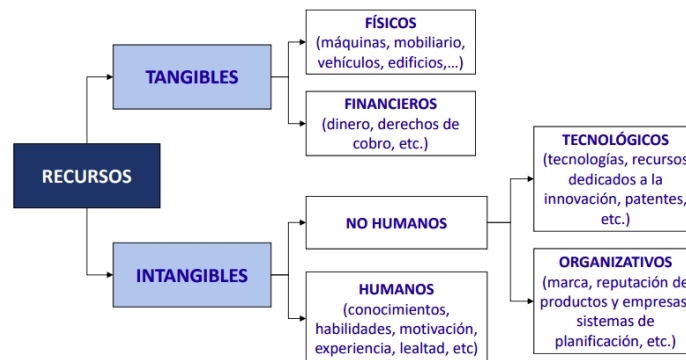 FÍSICOS
(máquinas, mobiliario,
vehículos, edificios,...)
TANGIBLES
FINANCIEROS
(dinero, derechos de
cobro, etc.)
RECURSOS
TECNOLÓGICOS
(tecnologías, recursos
dedicados a la
innovación, patentes,
etc.)
NO HUMANOS
INTANGIBLES
HUMANOS
(conocimientos,
habilidades, motivación,
experiencia, lealtad, etc)
ORGANIZATIVOS
(marca, reputación de
productos y empresas
sistemas de
planificación, etc.)